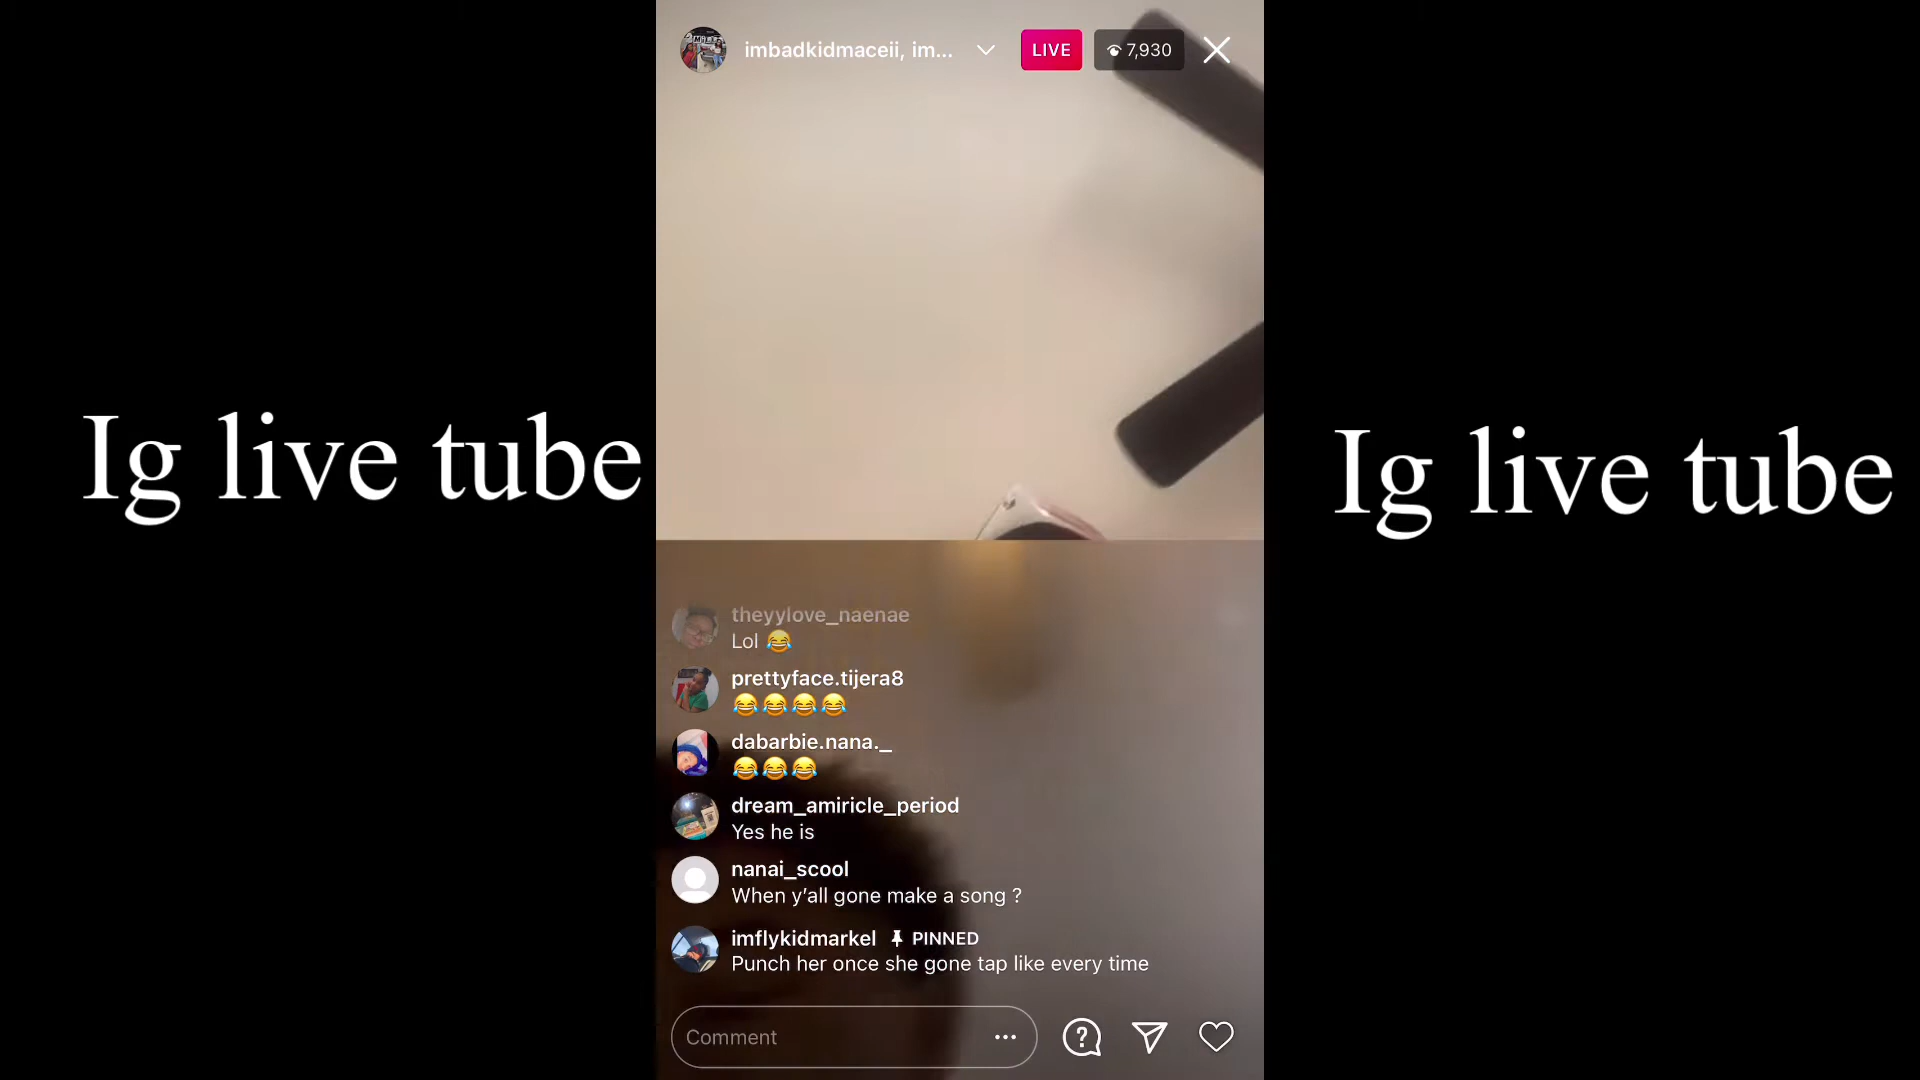 imbadkidmaceii, im...
LIVE
7,930
Ig live tube
Ig live tube
theyylove_naenae
Lol 😂
prettyface.tijera8
😂😂😂😂
dabarbie.nana._
😂😂😂
dream_amiricle_period
Yes he is
nanai_scool
When y’all gone make a song ?
imflykidmarkel PINNED
Punch her once she gone tap like every time
Comment